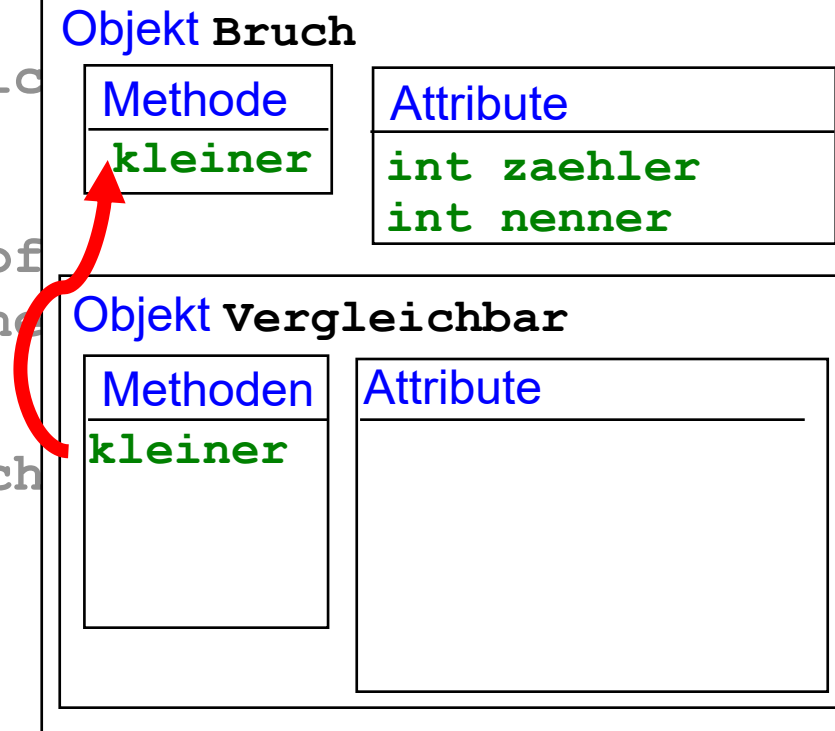 Objekt Bruch
Methode
kleiner
Attribute
int zaehler
int nenner
Objekt Vergleichbar
Methoden
kleiner
Attribute